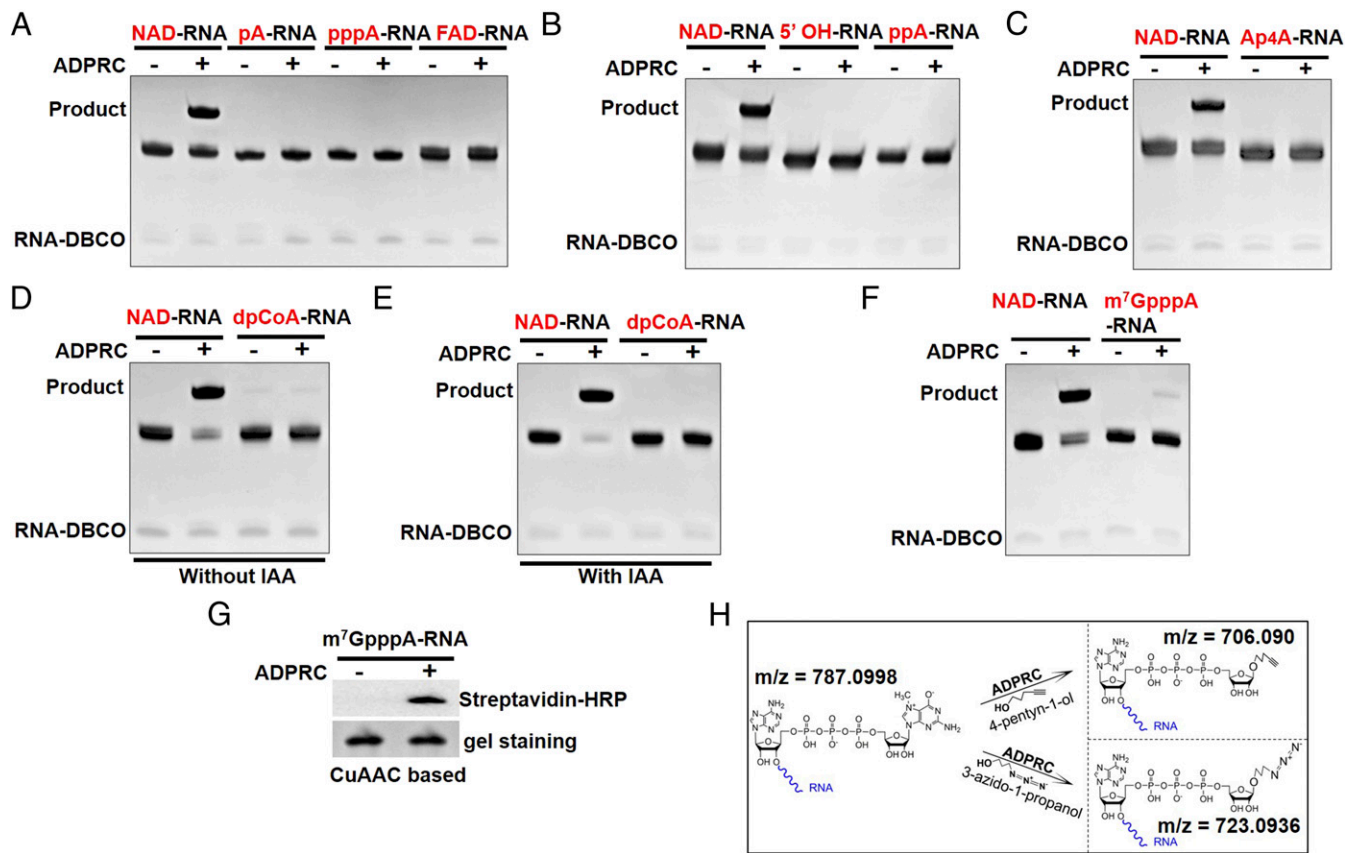 A
NAD-RNA pA-RNA pppA-RNA FAD-RNA
ADPRC - + - + - + - +
Product
RNA-DBCO
B
NAD-RNA 5' OH-RNA ppA-RNA
ADPRC - + - + - +
Product
RNA-DBCO
C
NAD-RNA Ap4A-RNA
ADPRC - + - +
Product
RNA-DBCO
D
NAD-RNA dpCoA-RNA
ADPRC - + - +
Product
RNA-DBCO
Without IAA
E
NAD-RNA dpCoA-RNA
ADPRC - + - +
Product
RNA-DBCO
With IAA
F
NAD-RNA m⁷GpppA
-RNA
ADPRC - + - +
Product
RNA-DBCO
G
m⁷GpppA-RNA
ADPRC - +
Streptavidin-HRP
gel staining
CuAAC based
H
m/z = 787.0998
RNA
ADPRC
HO
4-pentyn-1-ol
ADPRC
HO N=N⁺=N⁻
3-azido-1-propanol
m/z = 706.090
RNA
m/z = 723.0936
RNA